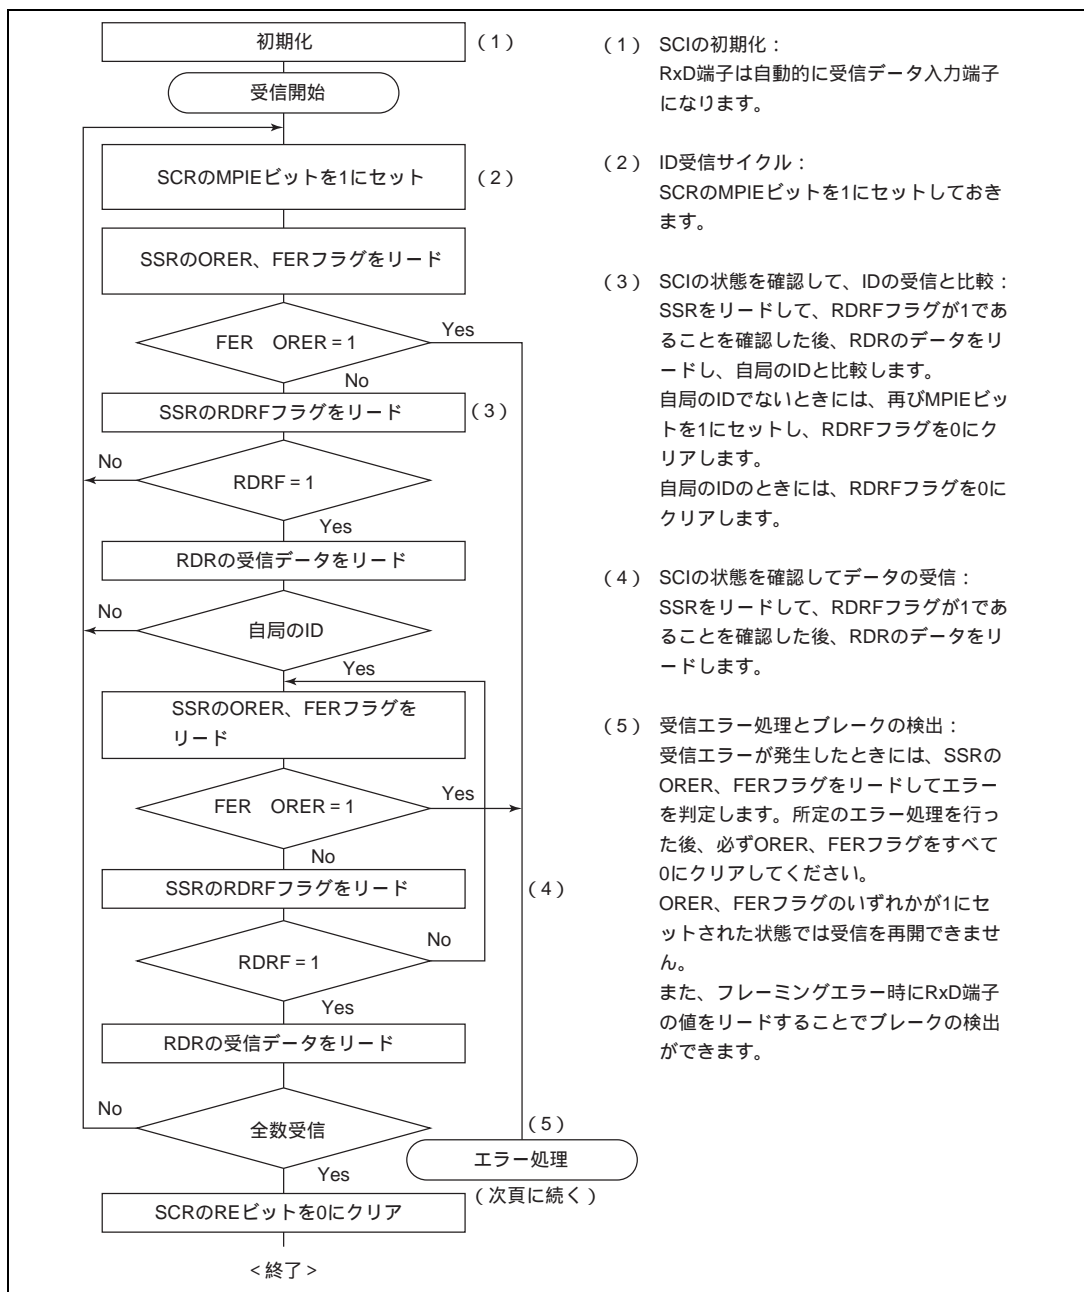 初期化
(1)
受信開始
SCRのMPIEビットを1にセット
(2)
SSRのORER、FERフラグをリード
FER ORER = 1
Yes
No
SSRのRDRFフラグをリード
(3)
No
RDRF = 1
Yes
RDRの受信データをリード
No
自局のID
Yes
SSRのORER、FERフラグを
リード
FER ORER = 1
Yes
No
SSRのRDRFフラグをリード
(4)
No
RDRF = 1
Yes
RDRの受信データをリード
No
全数受信
(5)
エラー処理
Yes
(次頁に続く)
SCRのREビットを0にクリア
<終了>
(1) SCIの初期化:
RxD端子は自動的に受信データ入力端子
になります。
(2) ID受信サイクル:
SCRのMPIEビットを1にセットしておき
ます。
(3) SCIの状態を確認して、IDの受信と比較:
SSRをリードして、RDRFフラグが1であ
ることを確認した後、RDRのデータをリ
ードし、自局のIDと比較します。
自局のIDでないときには、再びMPIEビッ
トを1にセットし、RDRFフラグを0にク
リアします。
自局のIDのときには、RDRFフラグを0に
クリアします。
(4) SCIの状態を確認してデータの受信:
SSRをリードして、RDRFフラグが1であ
ることを確認した後、RDRのデータをリ
ードします。
(5) 受信エラー処理とブレークの検出:
受信エラーが発生したときには、SSRの
ORER、FERフラグをリードしてエラー
を判定します。所定のエラー処理を行っ
た後、必ずORER、FERフラグをすべて
0にクリアしてください。
ORER、FERフラグのいずれかが1にセ
ットされた状態では受信を再開できませ
ん。
また、フレーミングエラー時にRxD端子
の値をリードすることでブレークの検出
ができます。